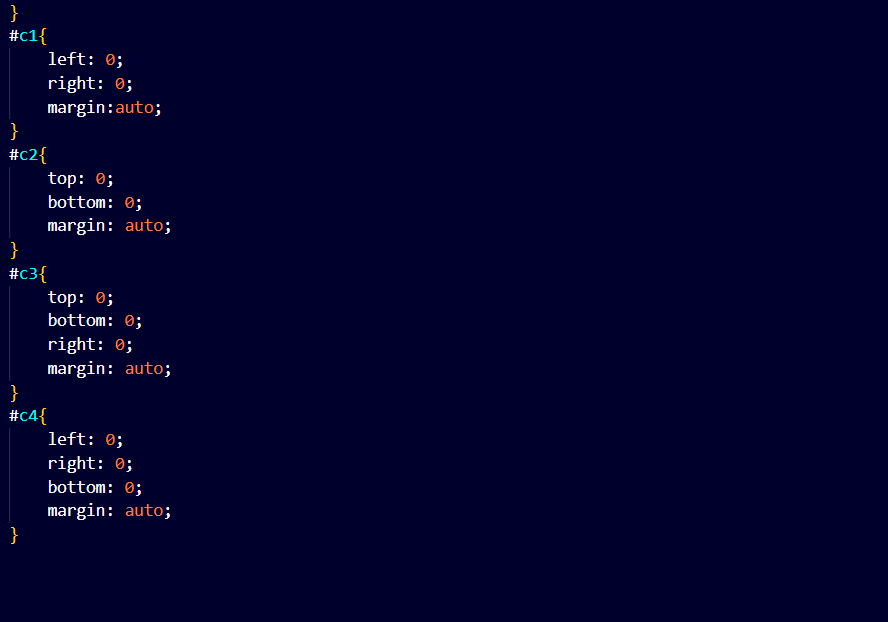 }
#c1{
    left: 0;
    right: 0;
    margin:auto;
}
#c2{
    top: 0;
    bottom: 0;
    margin: auto;
}
#c3{
    top: 0;
    bottom: 0;
    right: 0;
    margin: auto;
}
#c4{
    left: 0;
    right: 0;
    bottom: 0;
    margin: auto;
}